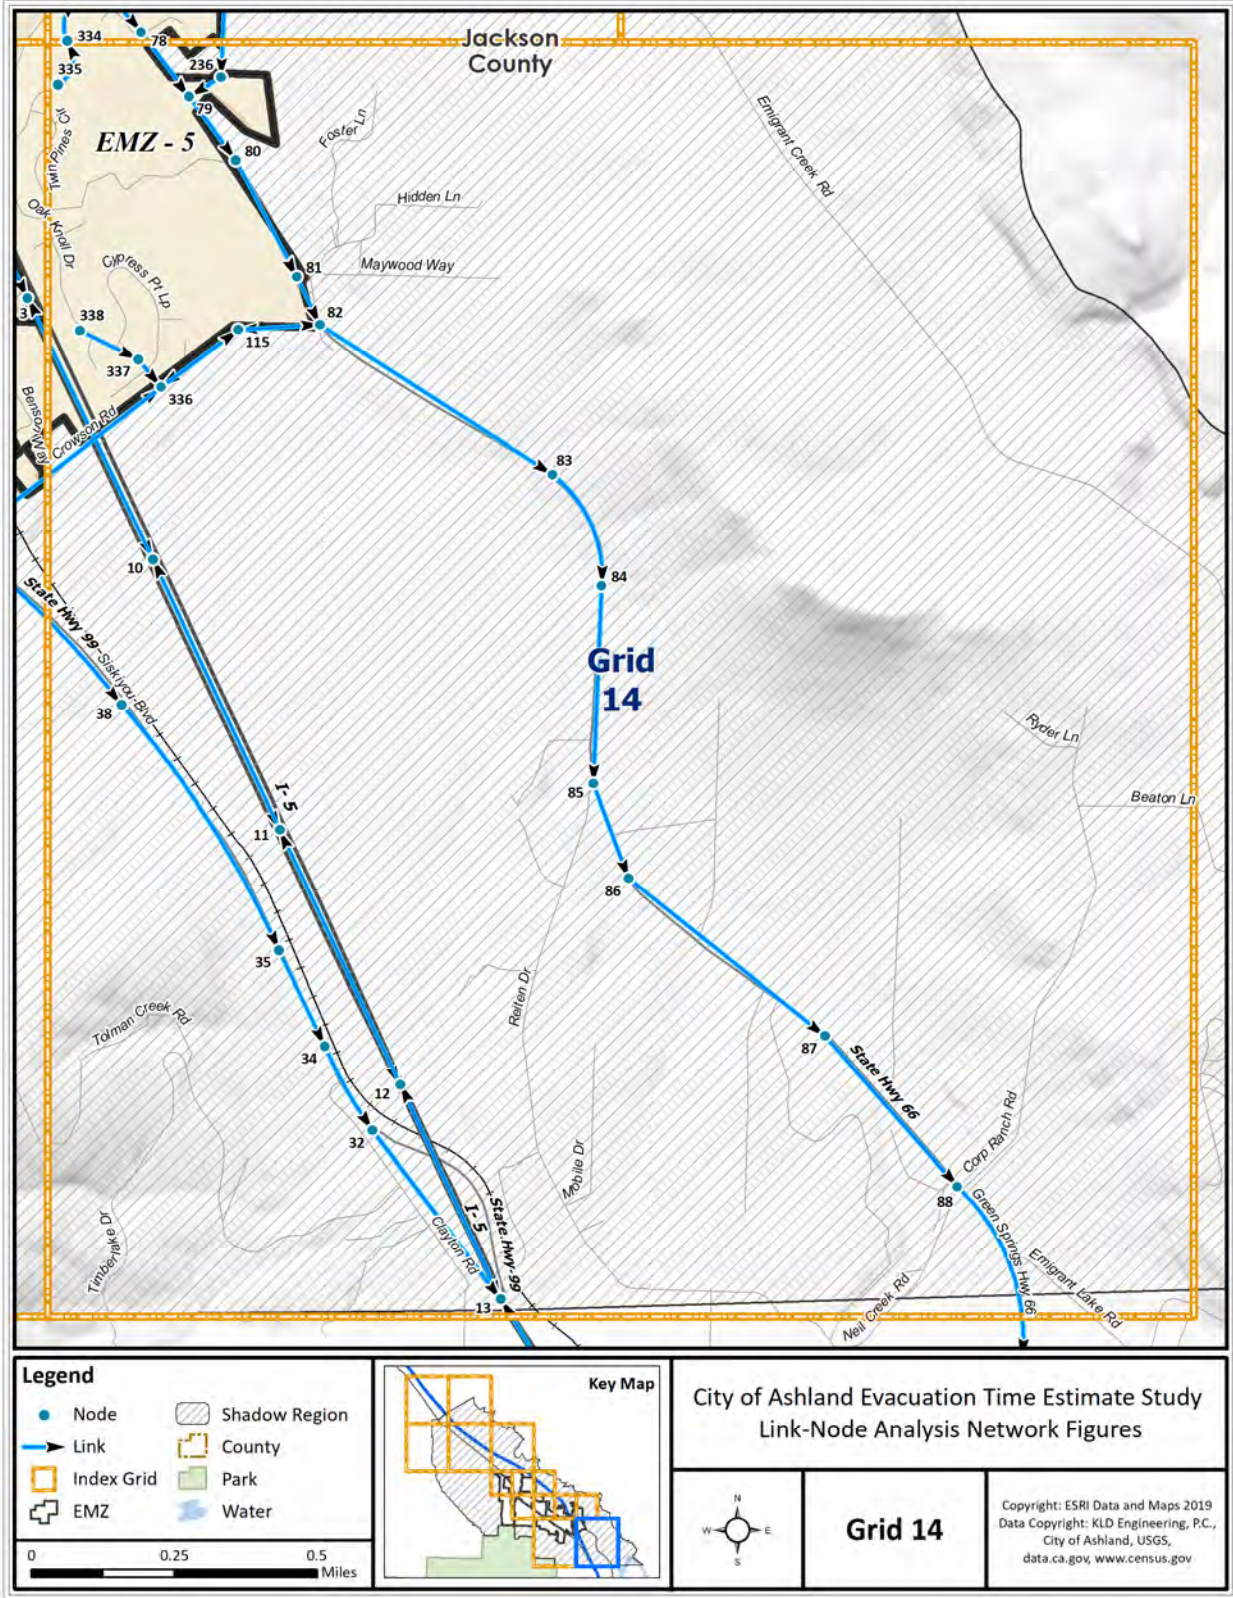 Jackson
County
334
78
335
236
79
EMZ - 5
Twin Pines Cir
80
Foster Ln
Emigrant Creek Rd
Hidden Ln
Oak Knoll Dr
Cypress Pt Lp
81
Maywood Way
3
338
82
115
337
336
Benson Way
Crowson Rd
83
10
84
State Hwy 99
Siskiyou Blvd
Grid
14
38
Ryder Ln
I- 5
85
Beaton Ln
11
86
35
Reiten Dr
Tolman Creek Rd
34
87
State Hwy 66
12
32
Corp Ranch Rd
Mobile Dr
88
I- 5
State Hwy 99
Clayton Rd
Timberlake Dr
Green Springs Hwy 66
Emigrant Lake Rd
Neil Creek Rd
13
Legend
Node
Shadow Region
Link
County
Index Grid
Park
EMZ
Water
0 0.25 0.5
Miles
Key Map
City of Ashland Evacuation Time Estimate Study
Link-Node Analysis Network Figures
N
W E
S
Grid 14
Copyright: ESRI Data and Maps 2019
Data Copyright: KLD Engineering, P.C.,
City of Ashland, USGS,
data.ca.gov, www.census.gov